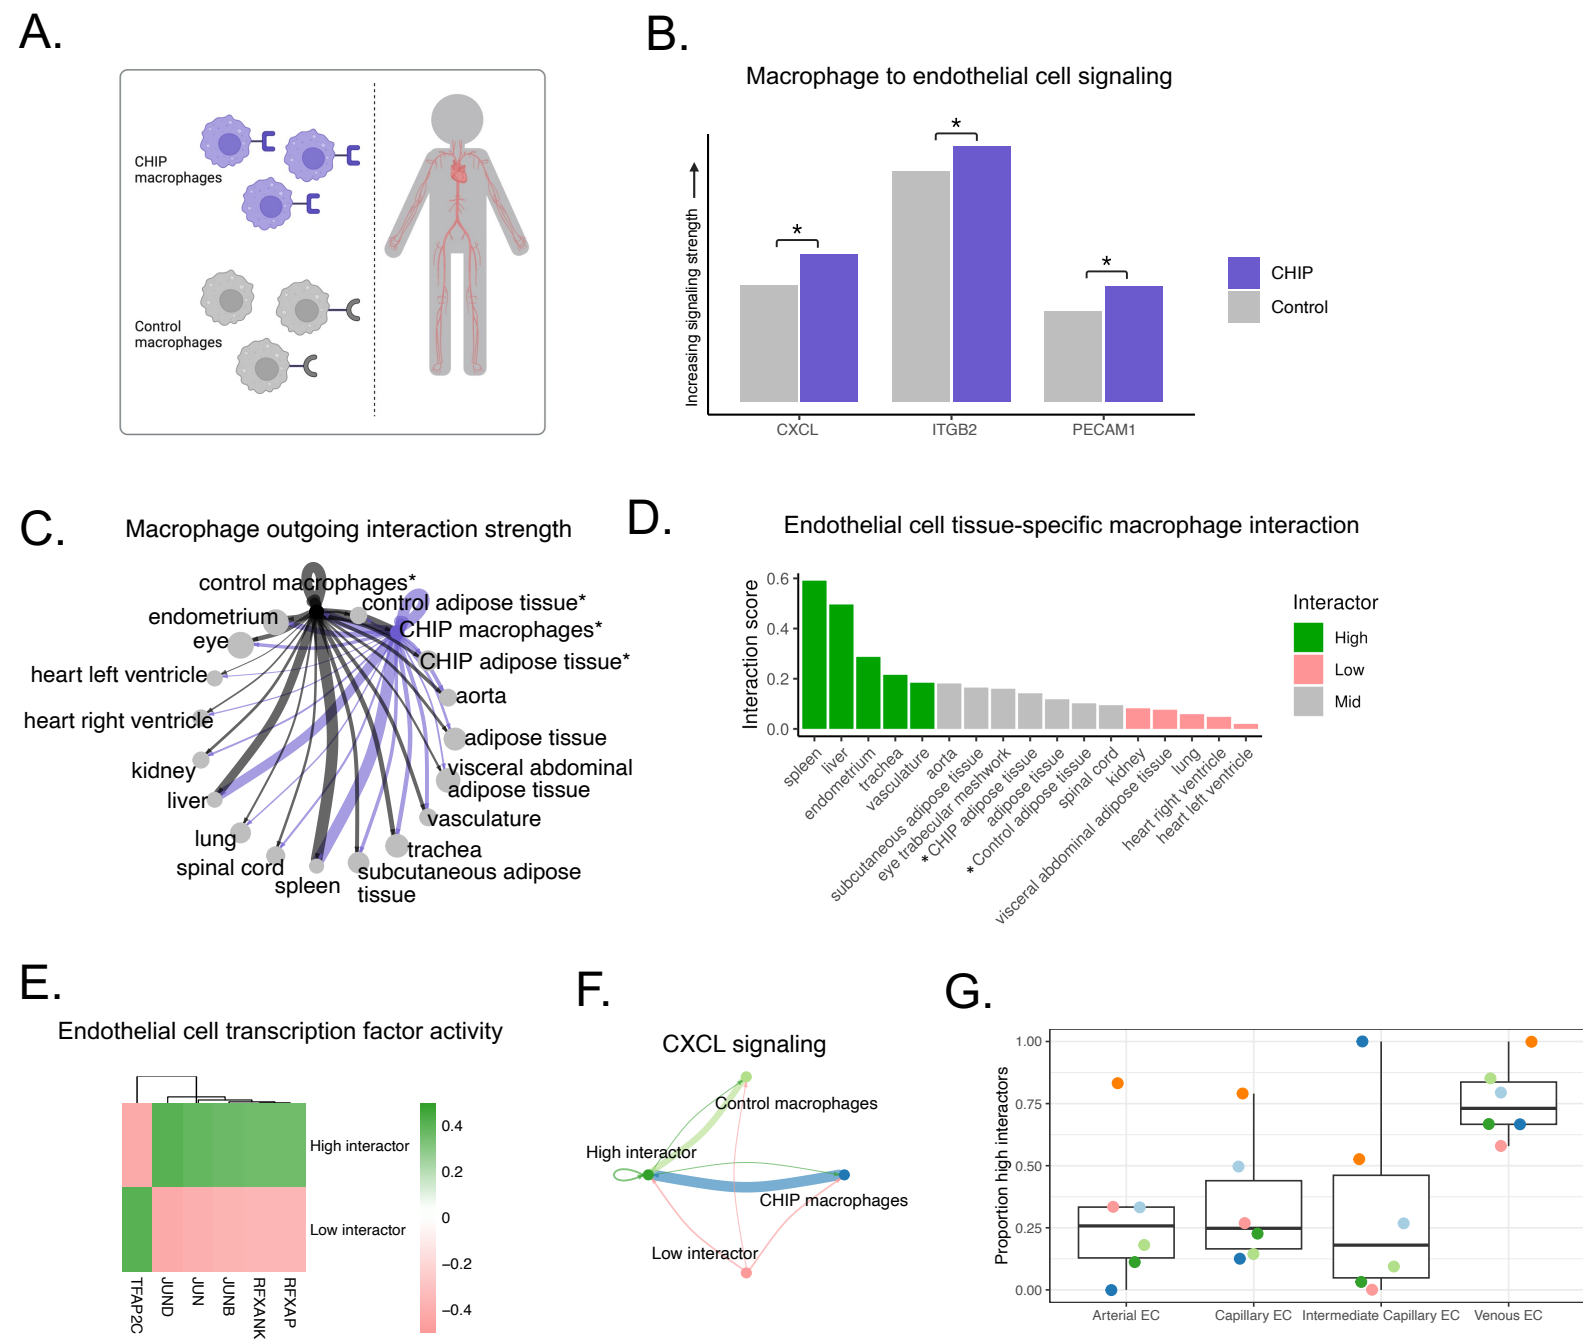 A.
CHIP
macrophages
Control
macrophages
B.
Macrophage to endothelial cell signaling
Increasing signaling strength
*
*
*
CXCL
ITGB2
PECAM1
CHIP
Control
C.
Macrophage outgoing interaction strength
control macrophages*
control adipose tissue*
endometrium
CHIP macrophages*
eye
CHIP adipose tissue*
heart left ventricle
aorta
heart right ventricle
adipose tissue
kidney
visceral abdominal
adipose tissue
liver
vasculature
lung
trachea
spinal cord
subcutaneous adipose
tissue
spleen
D.
Endothelial cell tissue-specific macrophage interaction
Interaction score
0.6
0.4
0.2
0.0
spleen
liver
endometrium
trachea
vasculature
aorta
subcutaneous adipose tissue
eye trabecular meshwork
*CHIP adipose tissue
adipose tissue
*Control adipose tissue
spinal cord
kidney
visceral abdominal adipose tissue
lung
heart right ventricle
heart left ventricle
Interactor
High
Low
Mid
E.
Endothelial cell transcription factor activity
High interactor
Low interactor
TFAP2C
JUND
JUN
JUNB
RFXANK
RFXAP
0.4
0.2
0
−0.2
−0.4
F.
CXCL signaling
Control macrophages
High interactor
CHIP macrophages
Low interactor
G.
Proportion high interactors
1.00
0.75
0.50
0.25
0.00
Arterial EC
Capillary EC
Intermediate Capillary EC
Venous EC